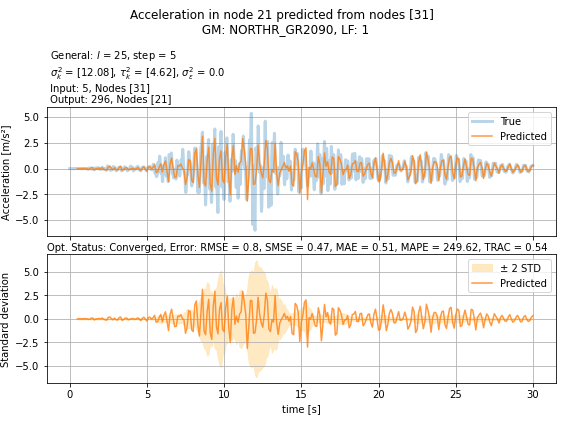 Acceleration in node 21 predicted from nodes [31]
GM: NORTHR_GR2090, LF: 1
General: l = 25, step = 5
σ²ₖ = [12.08], τ²ₖ = [4.62], σ²ε = 0.0
Input: 5, Nodes [31]
Output: 296, Nodes [21]
Acceleration [m/s²]
5.0
2.5
0.0
−2.5
−5.0
True
Predicted
Opt. Status: Converged, Error: RMSE = 0.8, SMSE = 0.47, MAE = 0.51, MAPE = 249.62, TRAC = 0.54
Standard deviation
5.0
2.5
0.0
−2.5
−5.0
± 2 STD
Predicted
0
5
10
15
20
25
30
time [s]